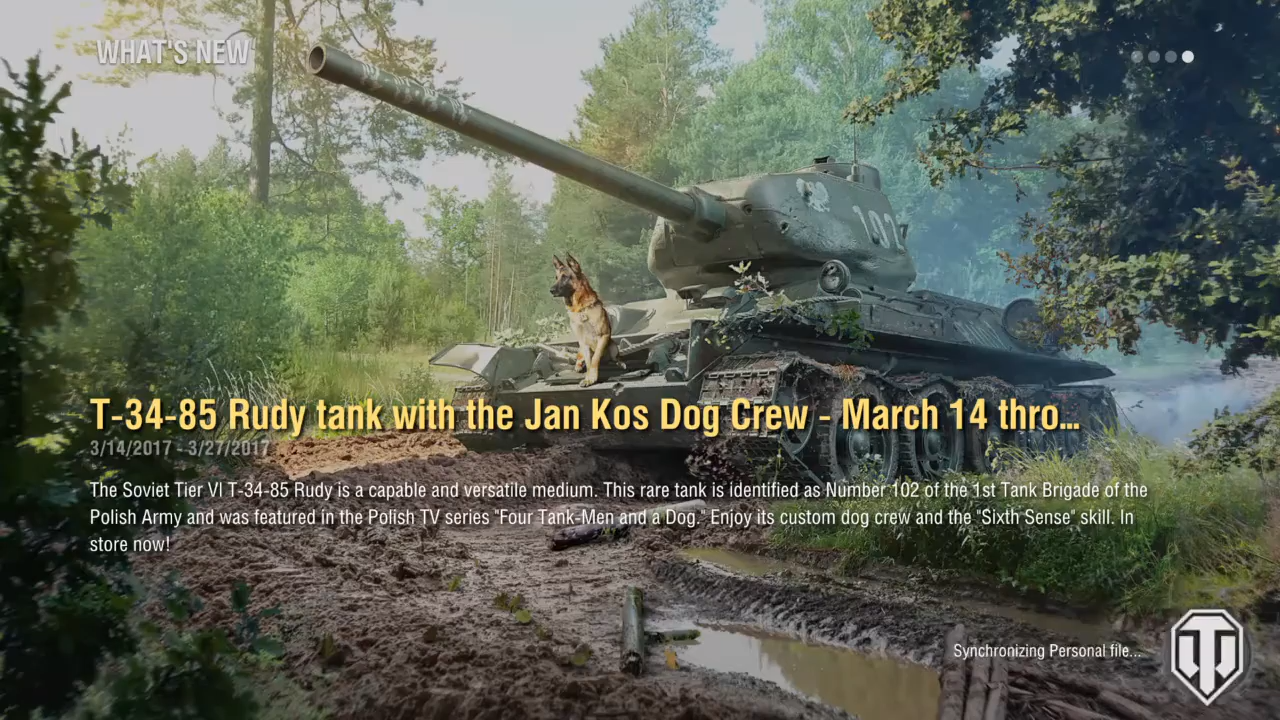 WHAT'S NEW
102
T-34-85 Rudy tank with the Jan Kos Dog Crew - March 14 thro...
3/14/2017 - 3/27/2017
The Soviet Tier VI T-34-85 Rudy is a capable and versatile medium. This rare tank is identified as Number 102 of the 1st Tank Brigade of the
Polish Army and was featured in the Polish TV series "Four Tank-Men and a Dog." Enjoy its custom dog crew and the "Sixth Sense" skill. In
store now!
Synchronizing Personal file...